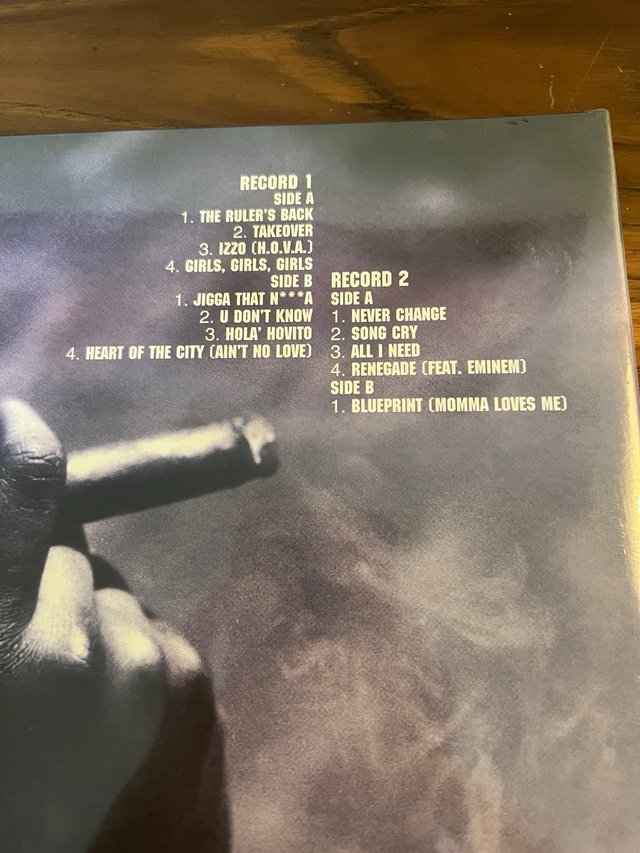 RECORD 1
SIDE A
1. THE RULER'S BACK
2. TAKEOVER
3. IZZO (H.O.V.A.)
4. GIRLS, GIRLS, GIRLS
SIDE B
1. JIGGA THAT N***A
2. U DON'T KNOW
3. HOLA' HOVITO
4. HEART OF THE CITY (AIN'T NO LOVE)
RECORD 2
SIDE A
1. NEVER CHANGE
2. SONG CRY
3. ALL I NEED
4. RENEGADE (FEAT. EMINEM)
SIDE B
1. BLUEPRINT (MOMMA LOVES ME)